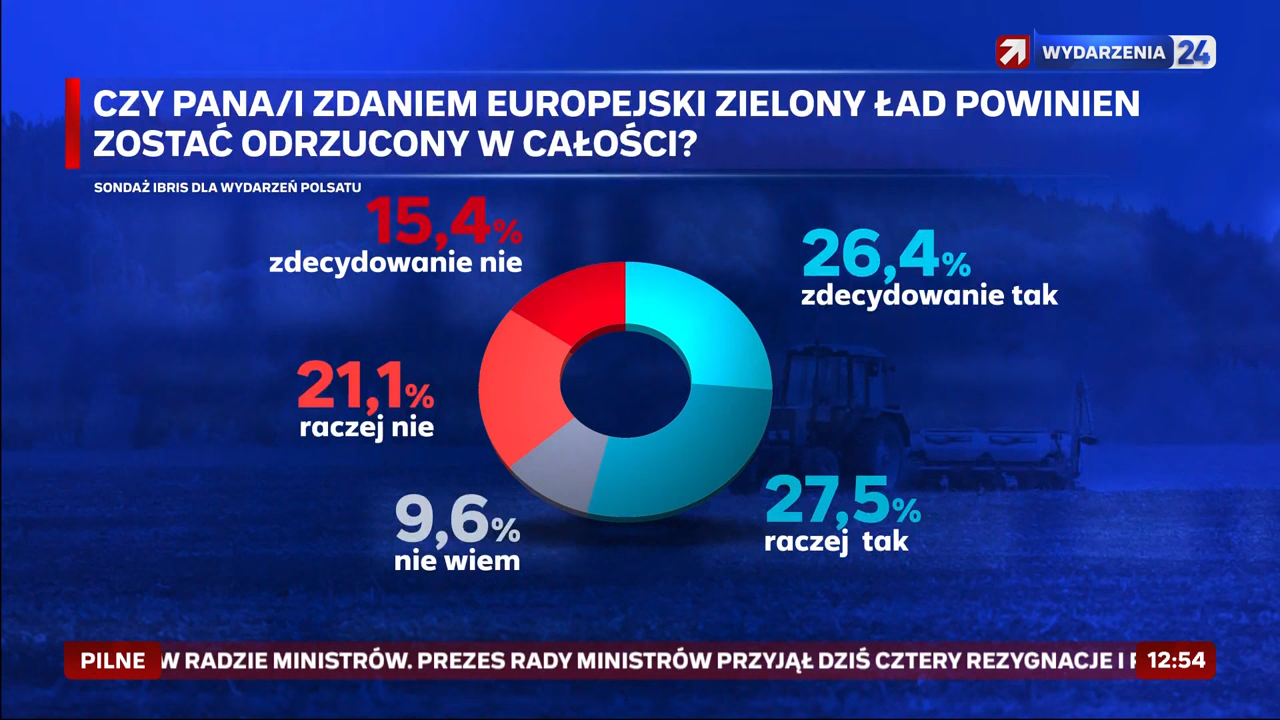 WYDARZENIA 24
CZY PANA/I ZDANIEM EUROPEJSKI ZIELONY ŁAD POWINIEN
ZOSTAĆ ODRZUCONY W CAŁOŚCI?
SONDAŻ IBRIS DLA WYDARZEŃ POLSATU
15,4%
zdecydowanie nie
26,4%
zdecydowanie tak
21,1%
raczej nie
9,6%
nie wiem
27,5%
raczej tak
PILNE W RADZIE MINISTRÓW. PREZES RADY MINISTRÓW PRZYJĄŁ DZIŚ CZTERY REZYGNACJE I 12:54